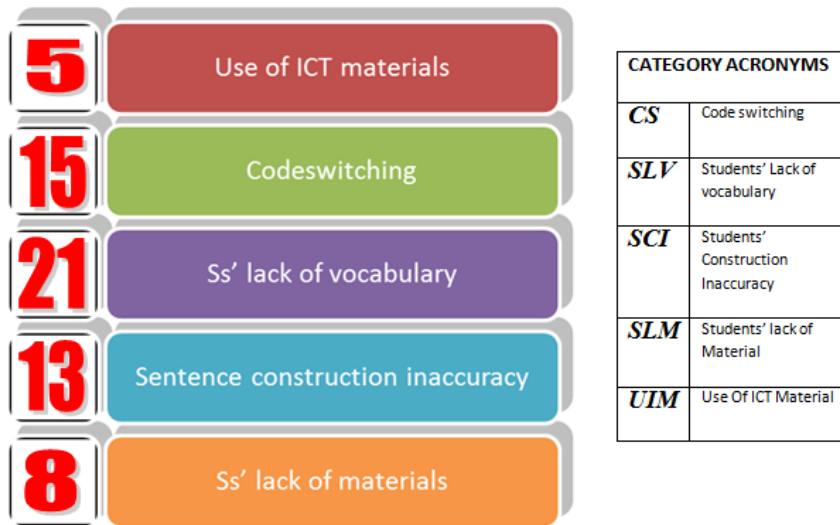 5
Use of ICT materials
15
Codeswitching
21
Ss’ lack of vocabulary
13
Sentence construction inaccuracy
8
Ss’ lack of materials
CATEGORY ACRONYMS
CS
Code switching
SLV
Students’ Lack of
vocabulary
SCI
Students’
Construction
Inaccuracy
SLM
Students’ lack of
Material
UIM
Use Of ICT Material